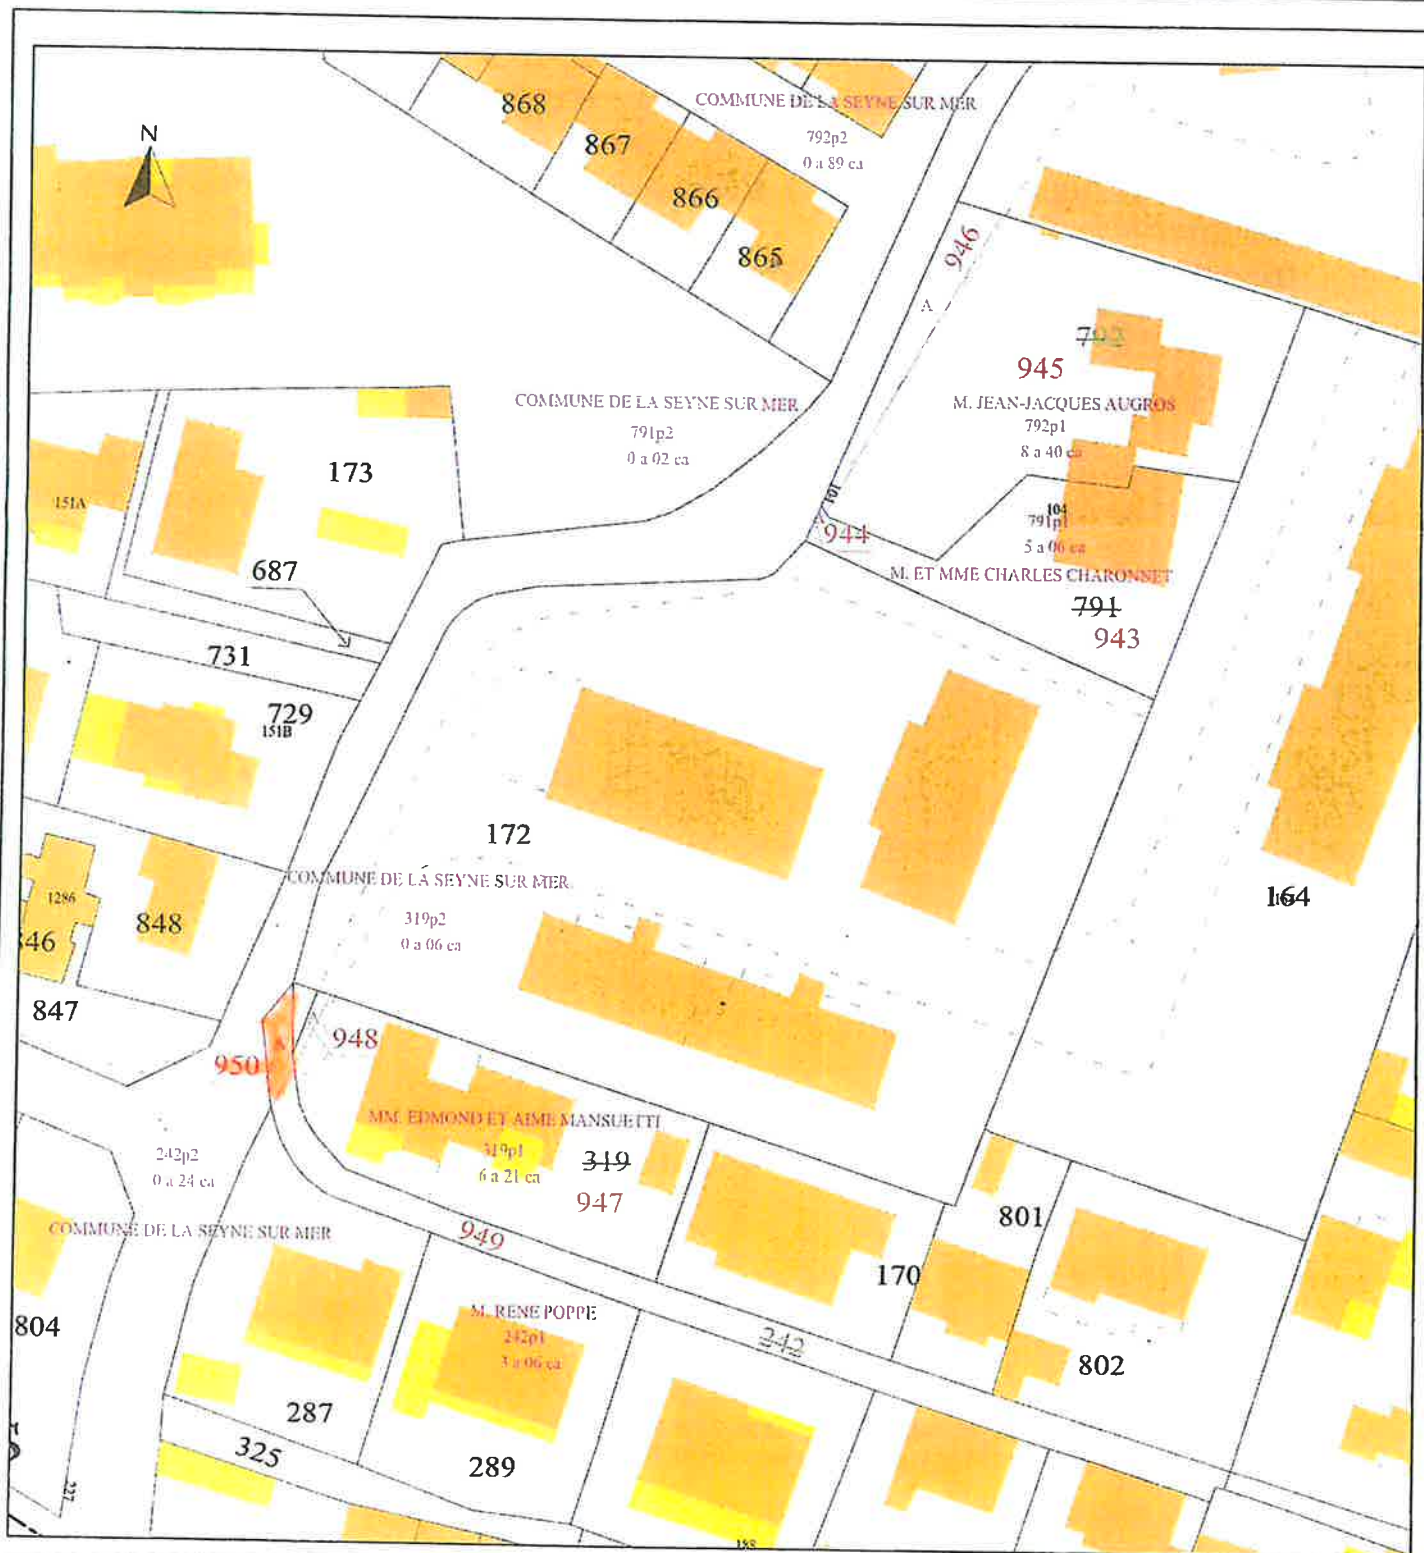 N
868
COMMUNE DE LA SEYNE SUR MER
792p2
0 a 89 ca
867
866
865
946
A
792
945
M. JEAN-JACQUES AUGROS
792p1
8 a 40 ca
COMMUNE DE LA SEYNE SUR MER
791p2
0 a 02 ca
173
151A
101
944
104
791p1
5 a 06 ca
M. ET MME CHARLES CHARONNET
791
943
687
731
729
151B
172
COMMUNE DE LA SEYNE SUR MER
319p2
0 a 06 ca
164
1286
846
848
847
948
950
A
MM. EDMOND ET AIME MANSUETTI
319p1
6 a 21 ca
319
947
242p2
0 a 24 ca
COMMUNE DE LA SEYNE SUR MER
949
801
170
804
M. RENE POPPE
242p1
3 a 06 ca
242
802
287
325
289
227
188